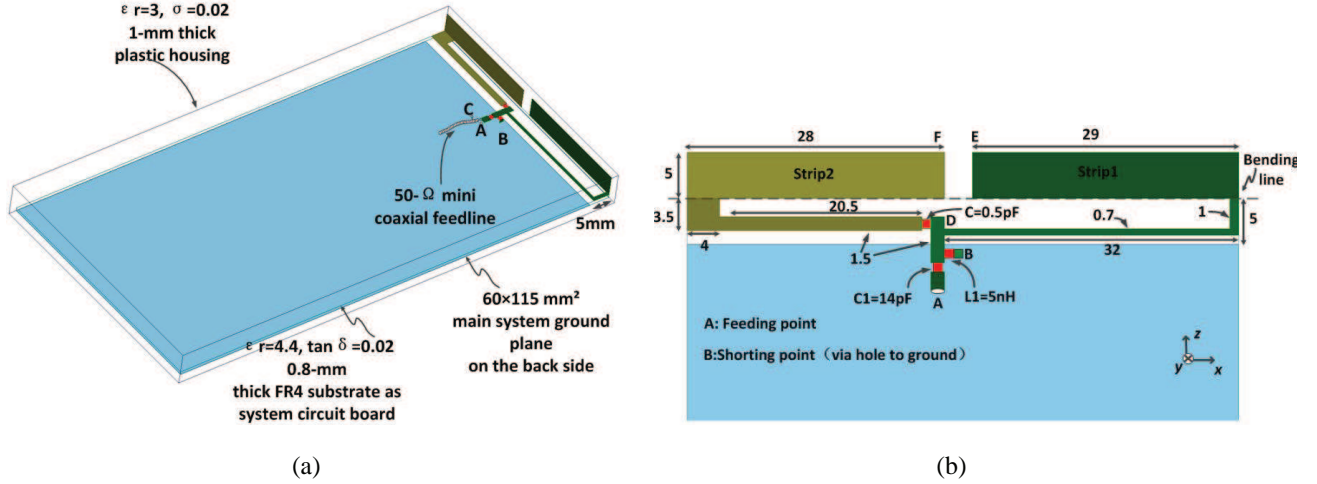 ε r=3, σ =0.02
1-mm thick
plastic housing
C
A
B
50- Ω mini
coaxial feedline
5mm
60×115 mm²
main system ground
plane
on the back side
ε r=4.4, tan δ =0.02
0.8-mm
thick FR4 substrate as
system circuit board
(a)
28
F
E
29
Bending
line
5
Strip2
Strip1
3.5
20.5
C=0.5pF
D
0.7
1
5
4
1.5
32
B
C1=14pF
L1=5nH
A
A: Feeding point
B:Shorting point（via hole to ground）
z
y
x
(b)